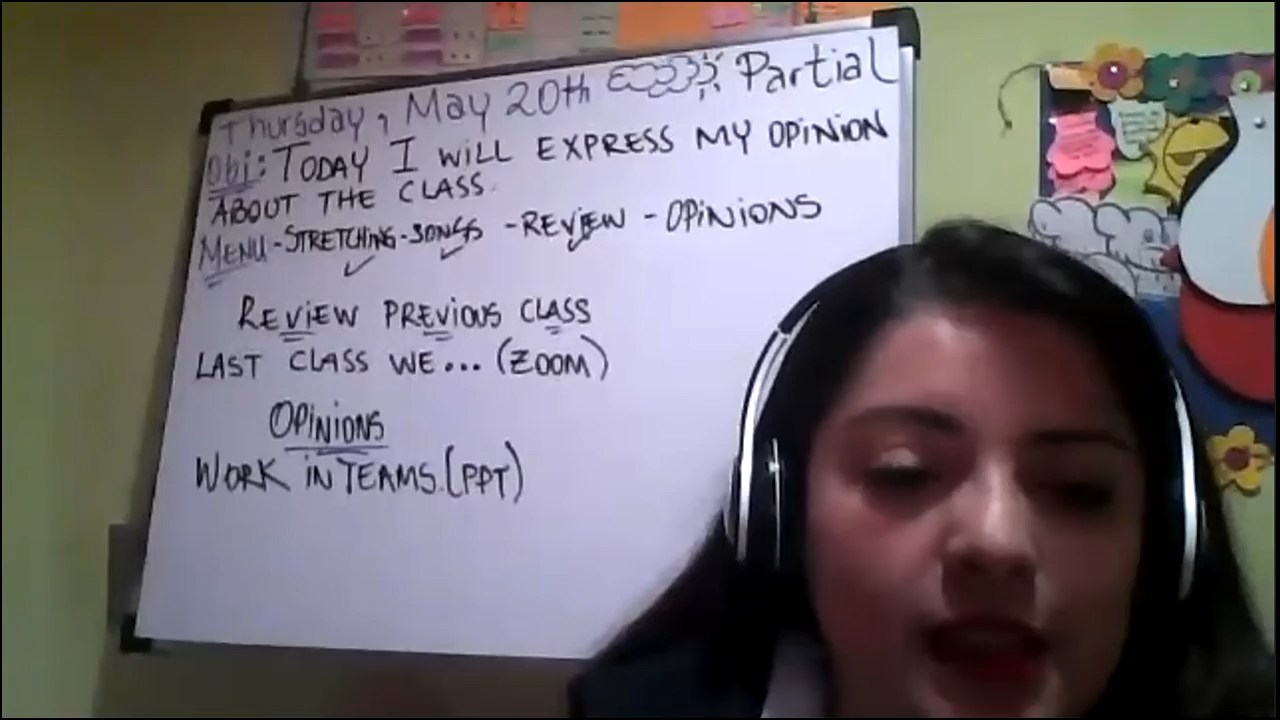 Thursday, May 20th Partial
Obj: TODAY I WILL EXPRESS MY OPINION
ABOUT THE CLASS.
MENU - STRETCHING - SONGS - REVIEW - OPINIONS
REVIEW PREVIOUS CLASS
LAST CLASS WE... (ZOOM)
OPINIONS
WORK IN TEAMS. (PPT)